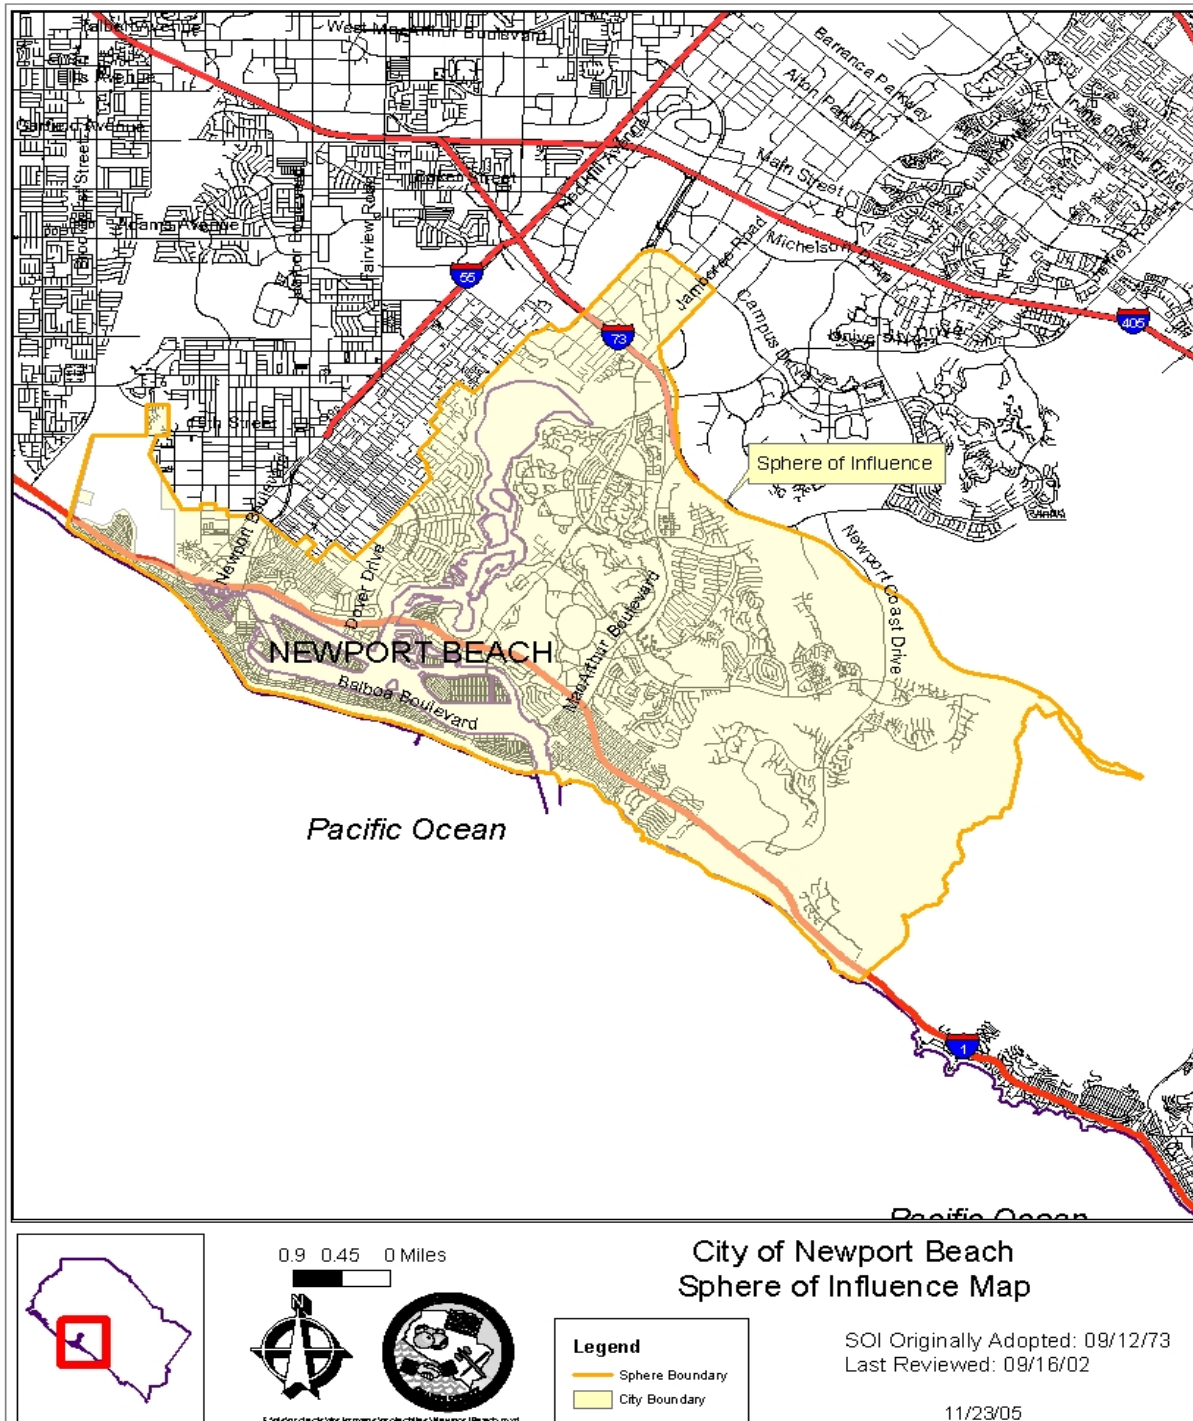 Talbert Avenue
West MacArthur Boulevard
Barranca Parkway
Alton Parkway
Irvine Center Drive
Garfield Avenue
Main Street
Baker Street
Red Hill Avenue
Adams Avenue
Harbor Boulevard
Fairview Road
Michelson Drive
Jeffrey Road
Jamboree Road
Campus Drive
University Drive
55
73
405
19th Street
Sphere of Influence
Newport Boulevard
Dover Drive
Newport Coast Drive
MacArthur Boulevard
NEWPORT BEACH
Balboa Boulevard
Pacific Ocean
1
Pacific Ocean
0.9 0.45 0 Miles
N
City of Newport Beach
Sphere of Influence Map
Legend
Sphere Boundary
City Boundary
SOI Originally Adopted: 09/12/73
Last Reviewed: 09/16/02
11/23/05